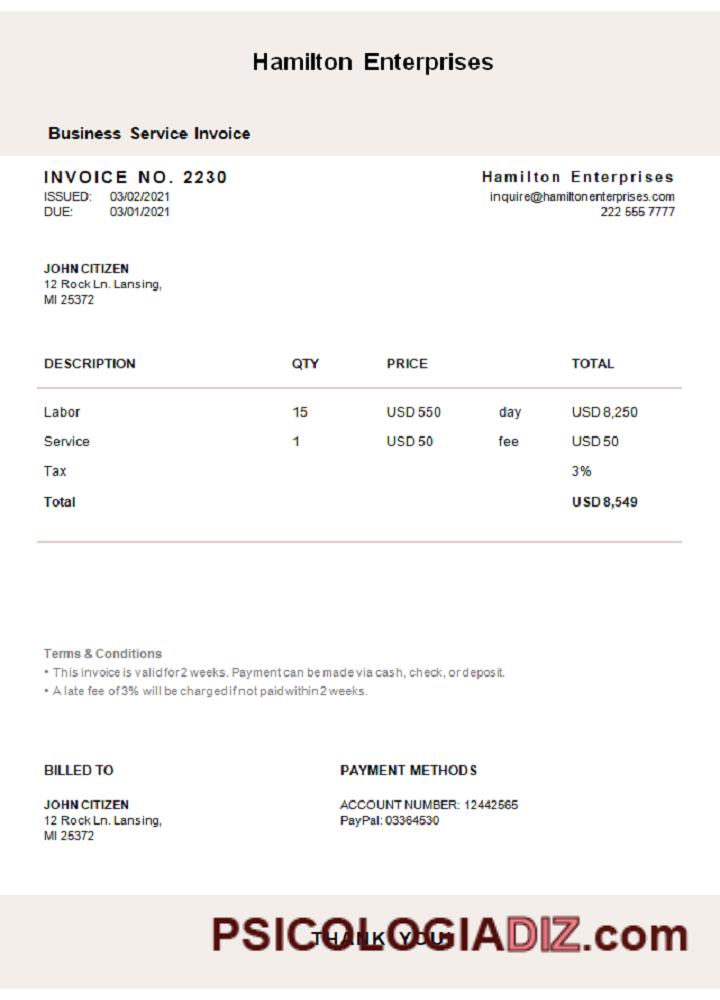 Hamilton Enterprises
Business Service Invoice
INVOICE NO. 2230
ISSUED: 03/02/2021
DUE: 03/01/2021
Hamilton Enterprises
inquire@hamiltonenterprises.com
222 555 7777
JOHN CITIZEN
12 Rock Ln. Lansing,
MI 25372
DESCRIPTION QTY PRICE TOTAL
Labor 15 USD 550 day USD 8,250
Service 1 USD 50 fee USD 50
Tax 3%
Total USD 8,549
Terms & Conditions
• This invoice is valid for 2 weeks. Payment can be made via cash, check, or deposit.
• A late fee of 3% will be charged if not paid within 2 weeks.
BILLED TO
JOHN CITIZEN
12 Rock Ln. Lansing,
MI 25372
PAYMENT METHODS
ACCOUNT NUMBER: 12442565
PayPal: 03364530
THANK YOU!
PSICOLOGIADIZ.com